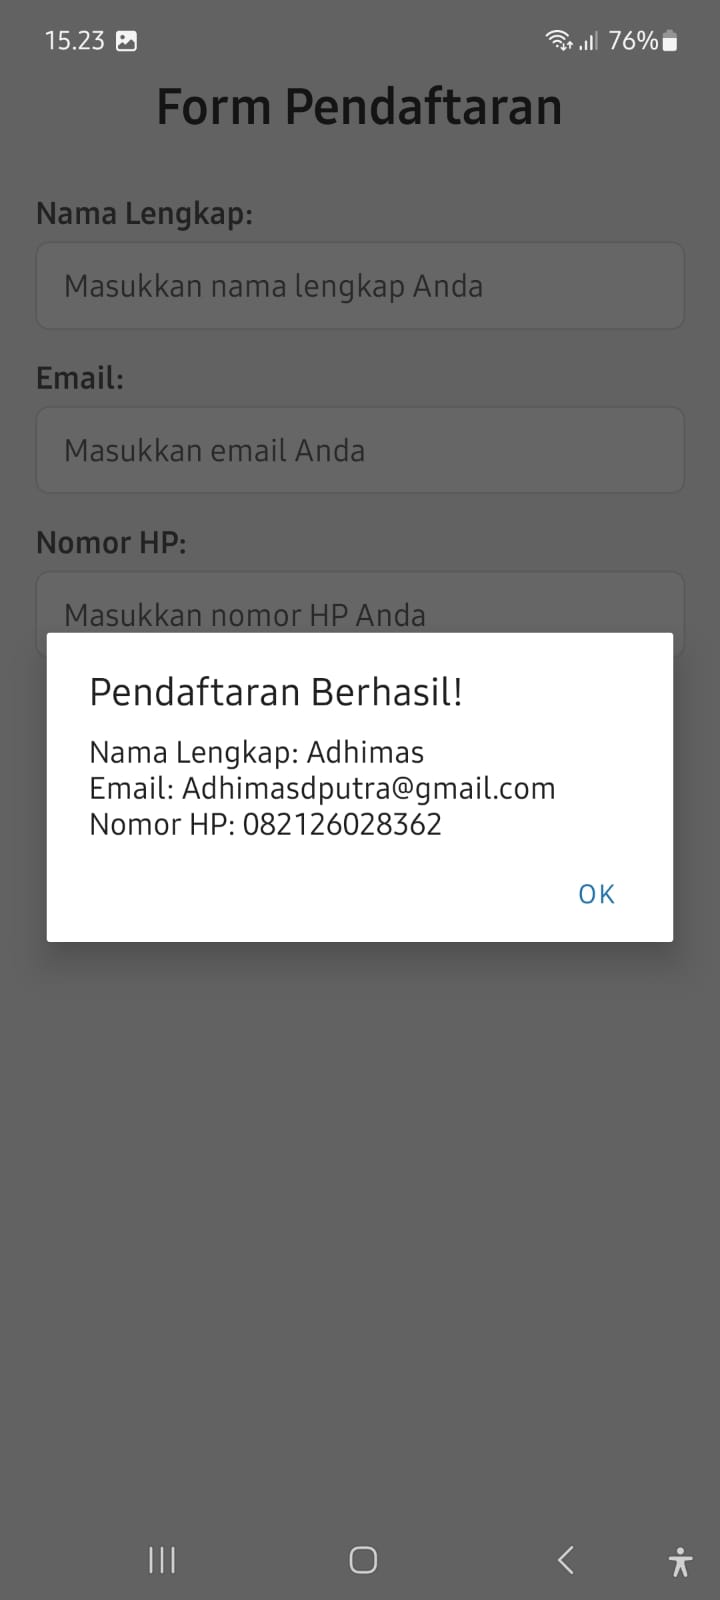 15.23
76%
Form Pendaftaran
Nama Lengkap:
Masukkan nama lengkap Anda
Email:
Masukkan email Anda
Nomor HP:
Masukkan nomor HP Anda
Pendaftaran Berhasil!
Nama Lengkap: Adhimas
Email: Adhimasdputra@gmail.com
Nomor HP: 082126028362
OK